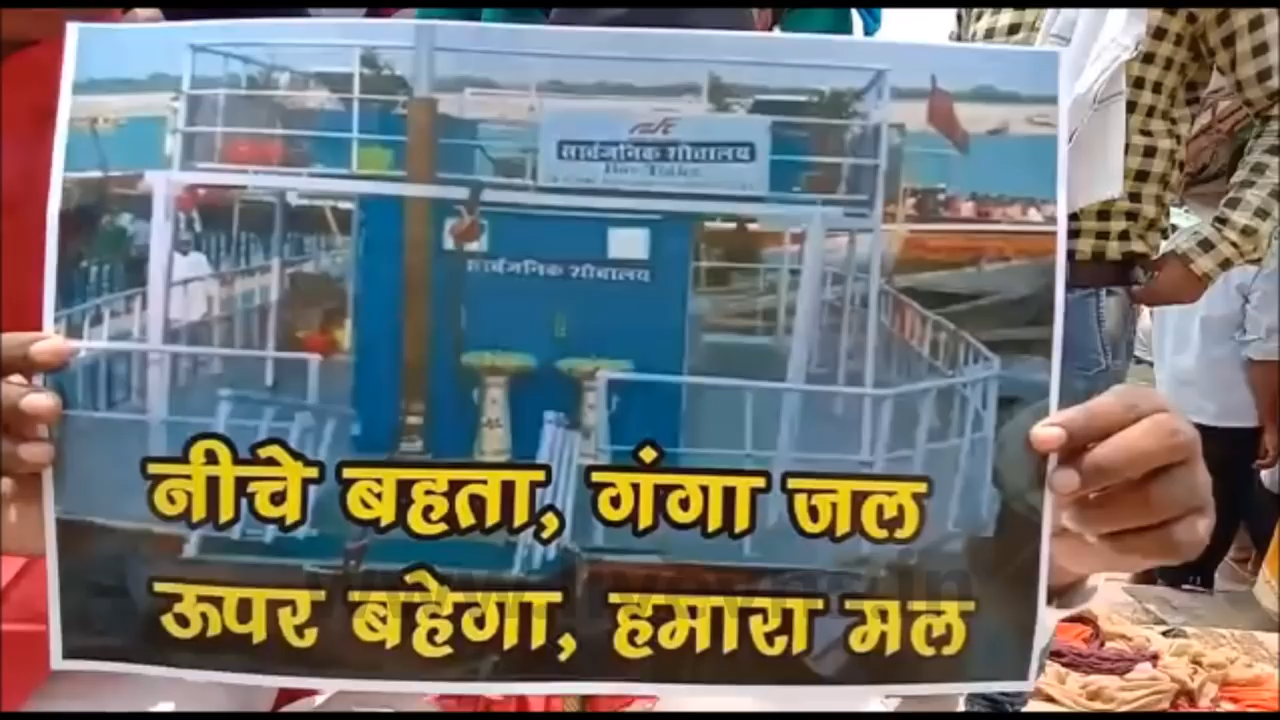 सार्वजनिक शौचालय
सार्वजनिक शौचालय
नीचे बहता, गंगा जल
ऊपर बहेगा, हमारा मल